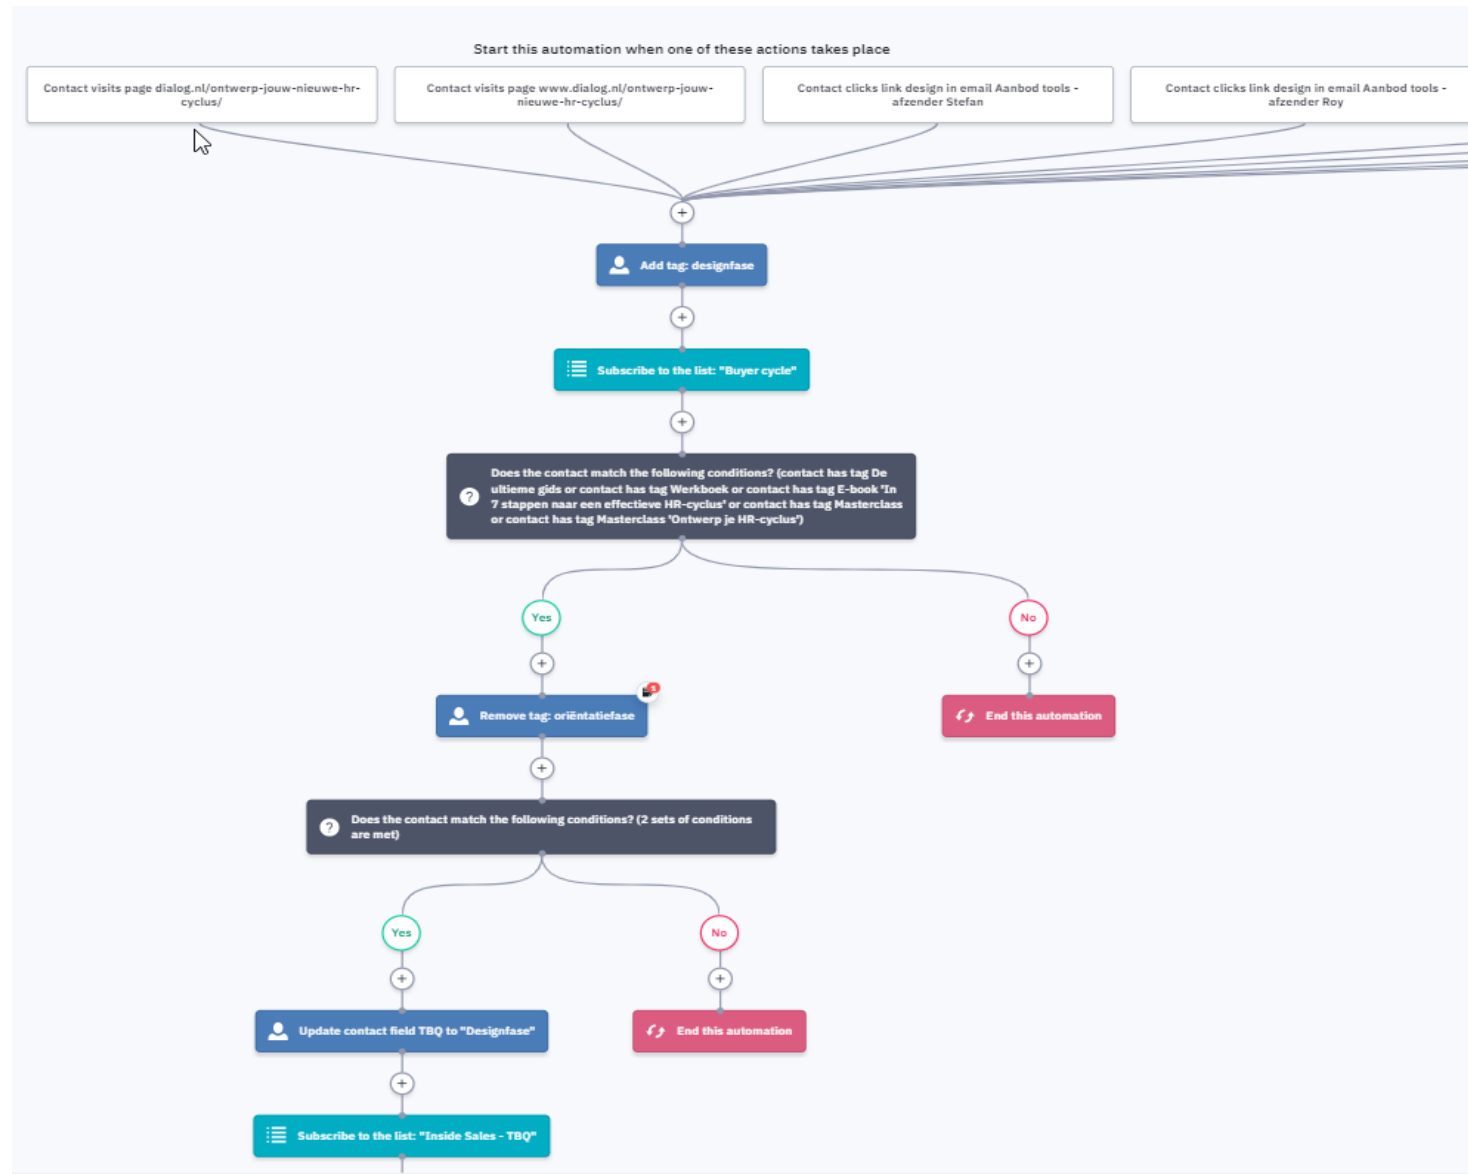 Start this automation when one of these actions takes place
Contact visits page dialog.nl/ontwerp-jouw-nieuwe-hr-
cyclus/
Contact visits page www.dialog.nl/ontwerp-jouw-
nieuwe-hr-cyclus/
Contact clicks link design in email Aanbod tools -
afzender Stefan
Contact clicks link design in email Aanbod tools -
afzender Roy
Add tag: designfase
Subscribe to the list: "Buyer cycle"
Does the contact match the following conditions? (contact has tag De
ultieme gids or contact has tag Werkboek or contact has tag E-book 'In
7 stappen naar een effectieve HR-cyclus' or contact has tag Masterclass
or contact has tag Masterclass 'Ontwerp je HR-cyclus')
Yes
No
1
Remove tag: oriëntatiefase
End this automation
Does the contact match the following conditions? (2 sets of conditions
are met)
Yes
No
Update contact field TBQ to "Designfase"
End this automation
Subscribe to the list: "Inside Sales - TBQ"